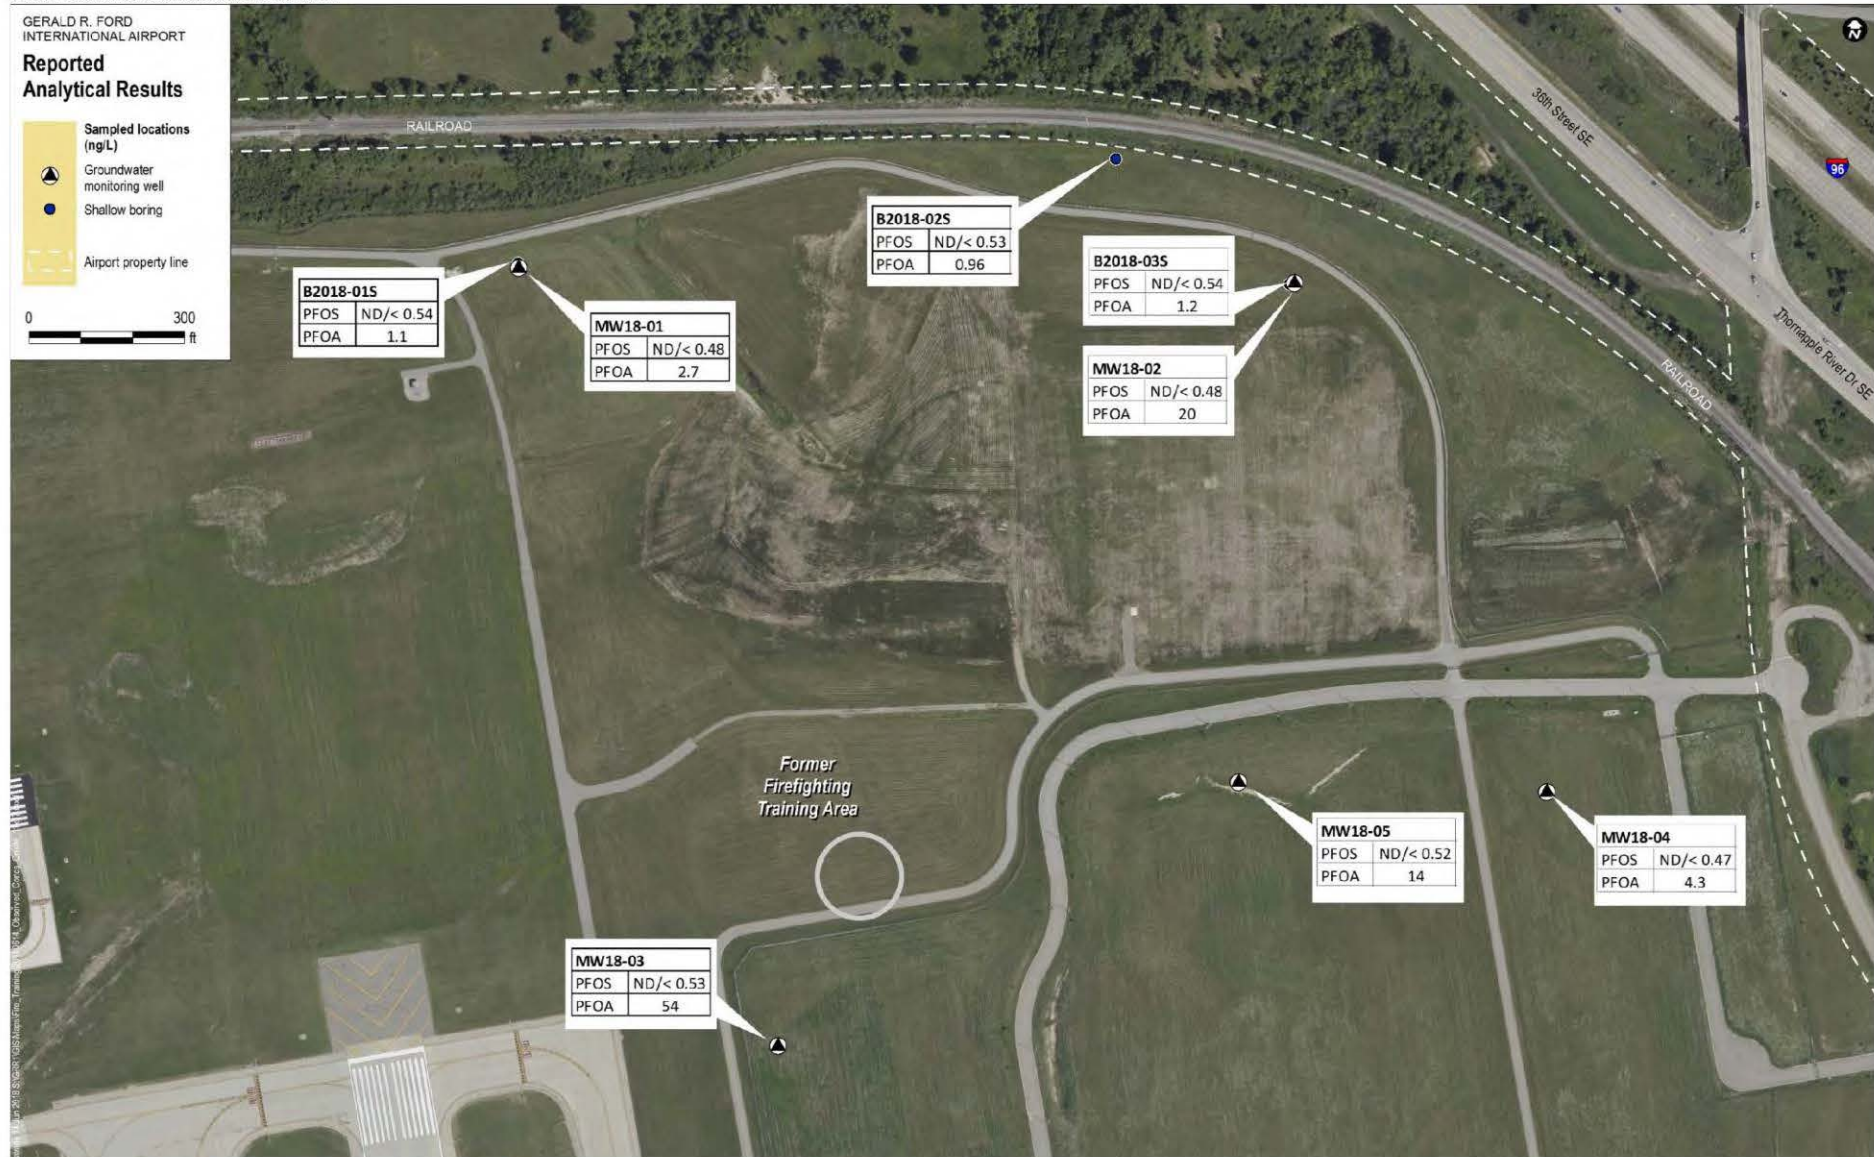 GERALD R. FORD
INTERNATIONAL AIRPORT
Reported
Analytical Results
Sampled locations
(ng/L)
Groundwater
monitoring well
Shallow boring
Airport property line
0 300
ft
N
RAILROAD
36th Street SE
96
Thornapple River Dr SE
RAILROAD
B2018-02S
PFOS ND/< 0.53
PFOA 0.96
B2018-03S
PFOS ND/< 0.54
PFOA 1.2
B2018-01S
PFOS ND/< 0.54
PFOA 1.1
MW18-01
PFOS ND/< 0.48
PFOA 2.7
MW18-02
PFOS ND/< 0.48
PFOA 20
Former
Firefighting
Training Area
MW18-05
PFOS ND/< 0.52
PFOA 14
MW18-04
PFOS ND/< 0.47
PFOA 4.3
MW18-03
PFOS ND/< 0.53
PFOA 54